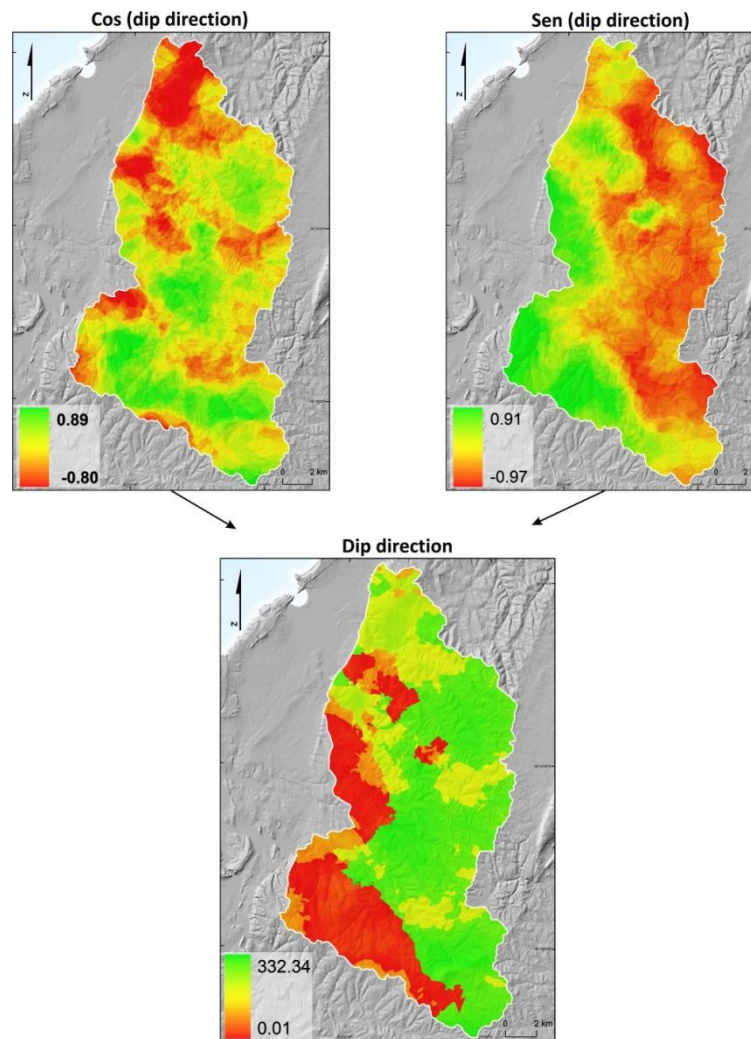 Cos (dip direction)
Sen (dip direction)
N
N
0.89
-0.80
0 2 km
0.91
-0.97
0 2 km
Dip direction
N
332.34
0.01
0 2 km